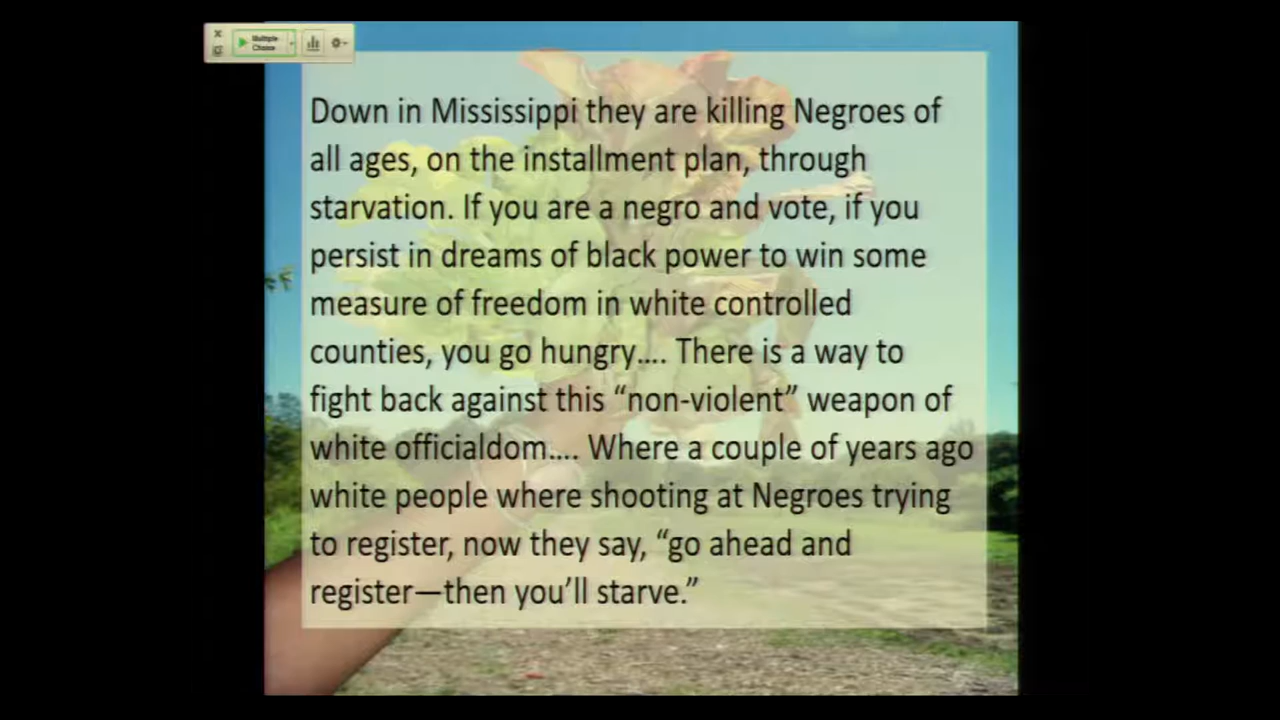 Multiple
Choice
Down in Mississippi they are killing Negroes of
all ages, on the installment plan, through
starvation. If you are a negro and vote, if you
persist in dreams of black power to win some
measure of freedom in white controlled
counties, you go hungry…. There is a way to
fight back against this “non-violent” weapon of
white officialdom…. Where a couple of years ago
white people where shooting at Negroes trying
to register, now they say, “go ahead and
register—then you’ll starve.”